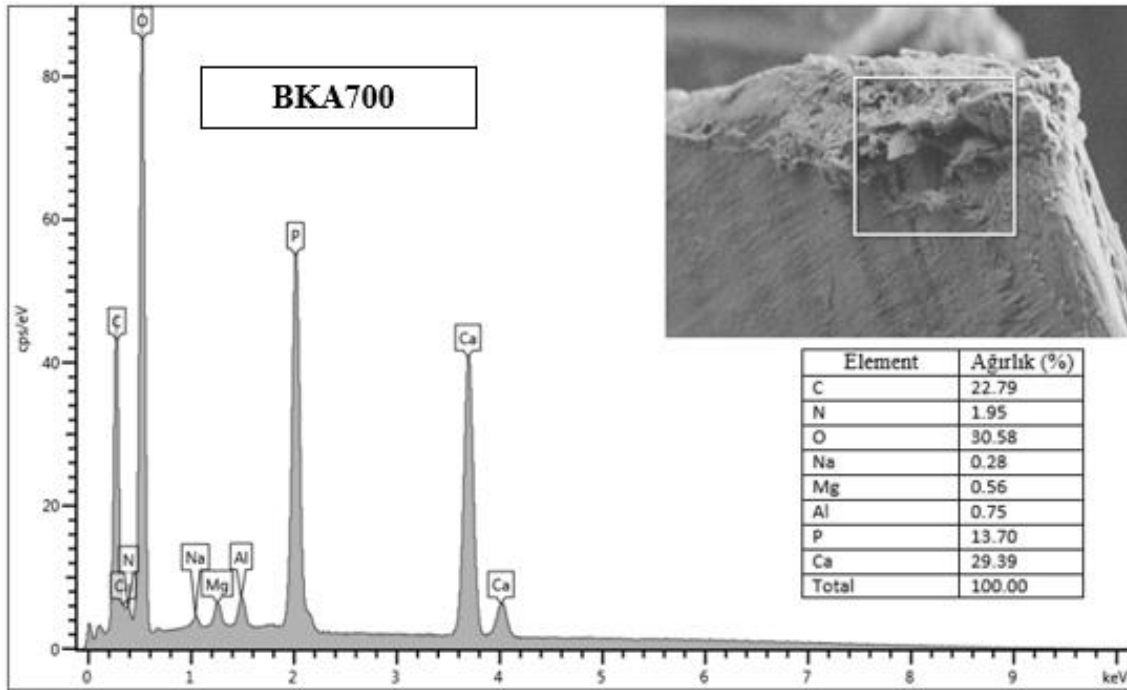 BKA700
cps/eV
80
60
40
20
0
O
C
Ca
N
Na
Mg
Al
P
Ca
Ca
0 1 2 3 4 5 6 7 8 9 keV
Element Ağırlık (%)
C 22.79
N 1.95
O 30.58
Na 0.28
Mg 0.56
Al 0.75
P 13.70
Ca 29.39
Total 100.00